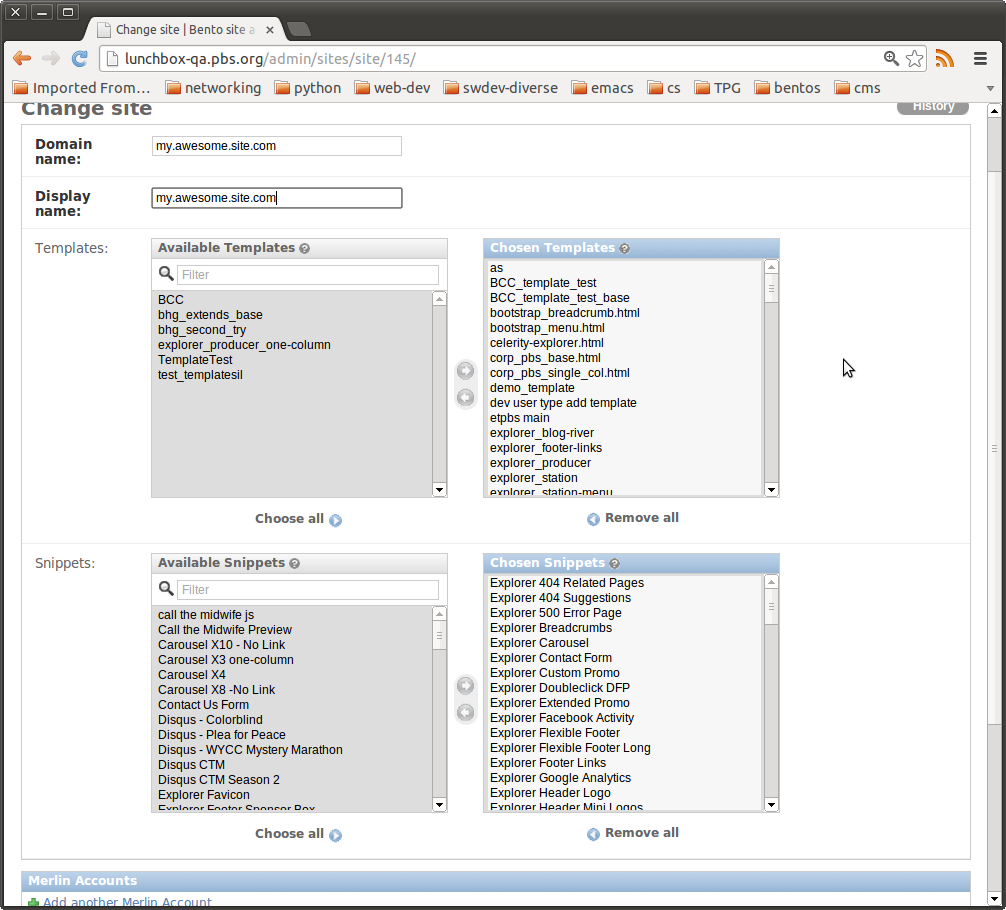 Change site | Bento site a
lunchbox-qa.pbs.org/admin/sites/site/145/
Imported From... networking python web-dev swdev-diverse emacs cs TPG bentos cms
Change site
History
Domain name:
my.awesome.site.com
Display name:
my.awesome.site.com
Templates:
Available Templates
Filter
BCC
bhg_extends_base
bhg_second_try
explorer_producer_one-column
TemplateTest
test_templatesil
Choose all
Chosen Templates
as
BCC_template_test
BCC_template_test_base
bootstrap_breadcrumb.html
bootstrap_menu.html
celerity-explorer.html
corp_pbs_base.html
corp_pbs_single_col.html
demo_template
dev user type add template
etpbs main
explorer_blog-river
explorer_footer-links
explorer_producer
explorer_station
explorer_station-menu
Remove all
Snippets:
Available Snippets
Filter
call the midwife js
Call the Midwife Preview
Carousel X10 - No Link
Carousel X3 one-column
Carousel X4
Carousel X8 -No Link
Contact Us Form
Disqus - Colorblind
Disqus - Plea for Peace
Disqus - WYCC Mystery Marathon
Disqus CTM
Disqus CTM Season 2
Explorer Favicon
Explorer Footer Sponsor Box
Choose all
Chosen Snippets
Explorer 404 Related Pages
Explorer 404 Suggestions
Explorer 500 Error Page
Explorer Breadcrumbs
Explorer Carousel
Explorer Contact Form
Explorer Custom Promo
Explorer Doubleclick DFP
Explorer Extended Promo
Explorer Facebook Activity
Explorer Flexible Footer
Explorer Flexible Footer Long
Explorer Footer Links
Explorer Google Analytics
Explorer Header Logo
Explorer Header Mini Logos
Remove all
Merlin Accounts
Add another Merlin Account